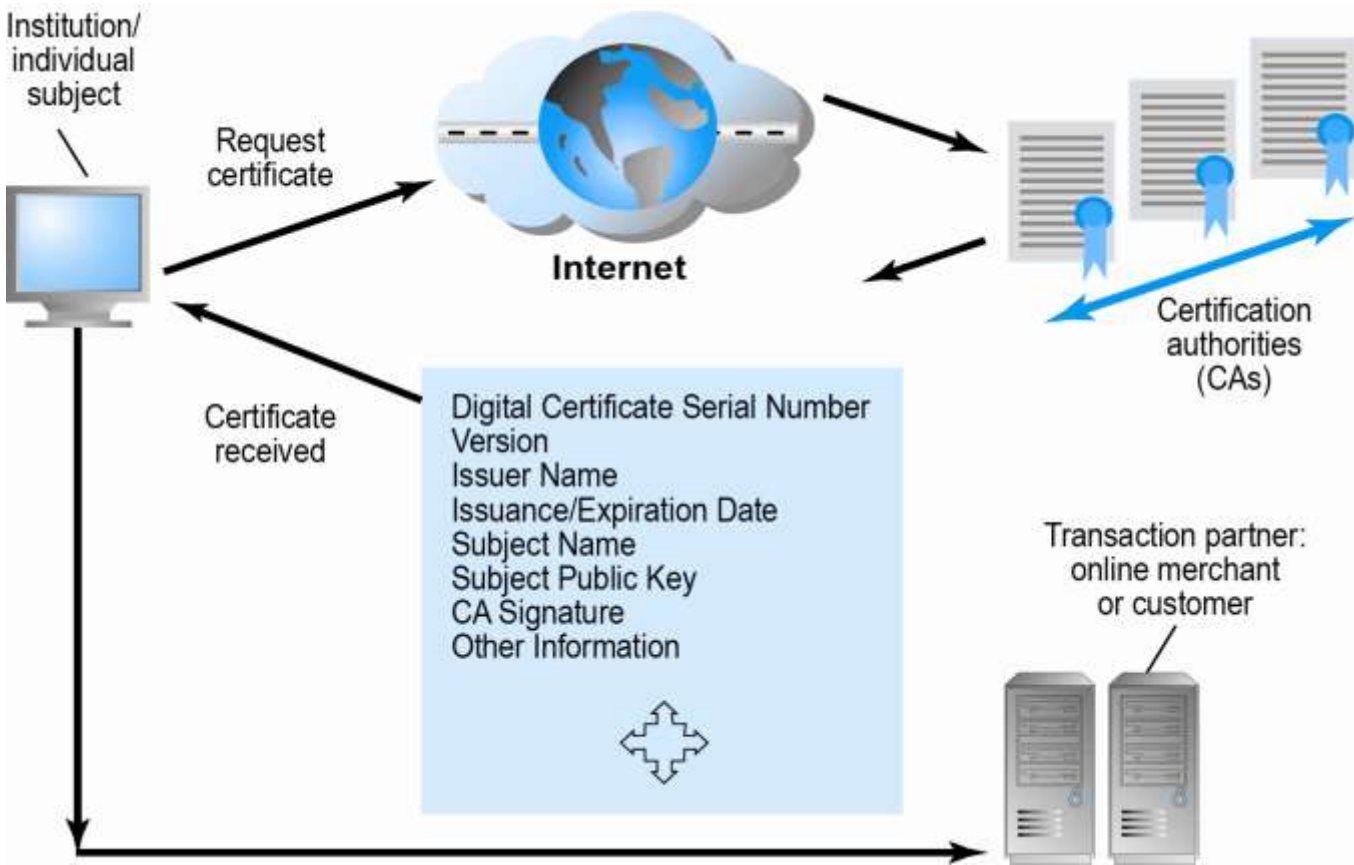 Institution/
individual
subject
Request
certificate
Internet
Certification
authorities
(CAs)
Certificate
received
Digital Certificate Serial Number
Version
Issuer Name
Issuance/Expiration Date
Subject Name
Subject Public Key
CA Signature
Other Information
Transaction partner:
online merchant
or customer